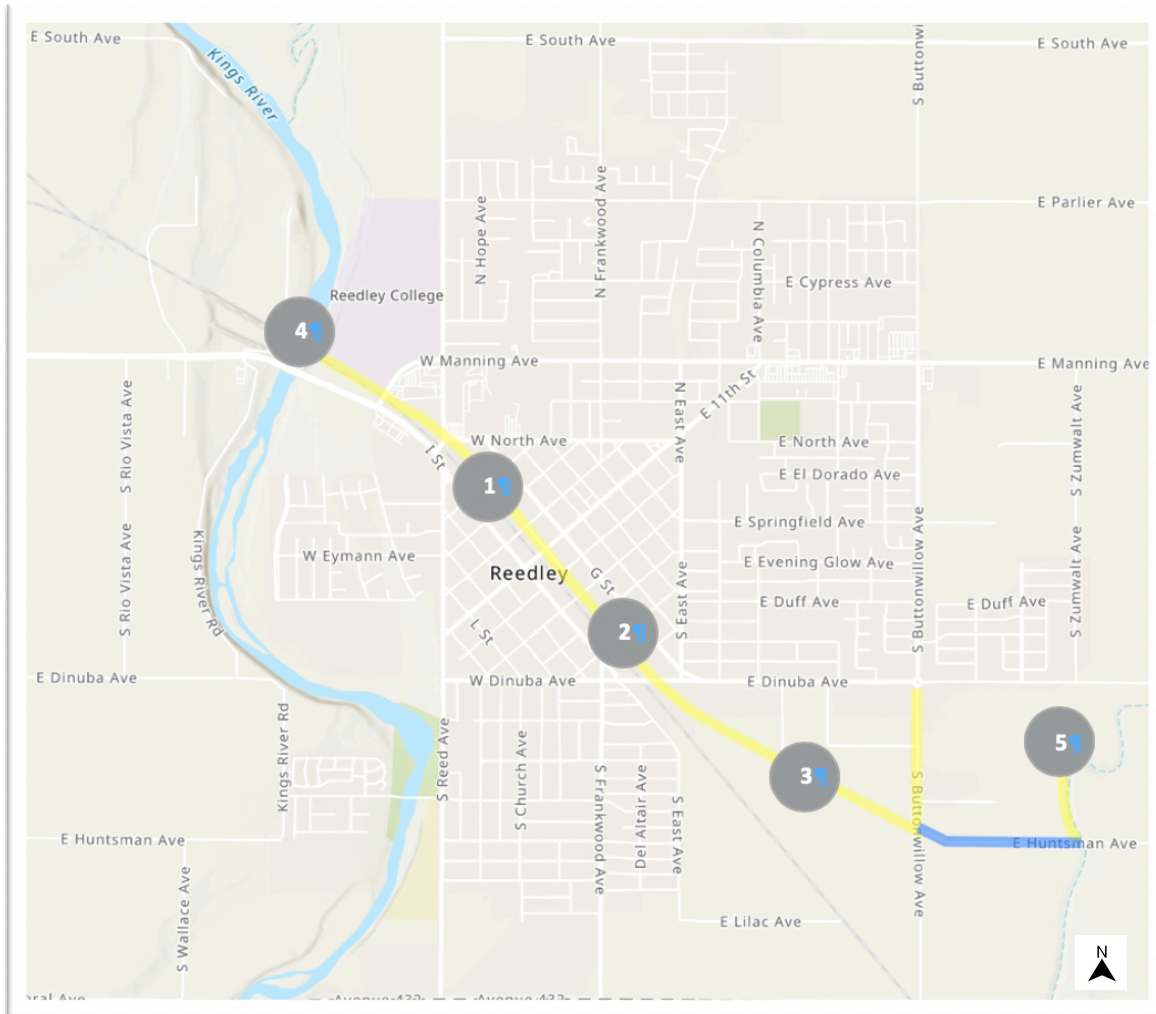 E South Ave
E South Ave
E South Ave
S Buttonwi
Kings River
N Hope Ave
N Frankwood Ave
E Parlier Ave
N Columbia Ave
E Cypress Ave
Reedley College
4¶
W Manning Ave
E Manning Ave
E 11th St
N East Ave
S Rio Vista Ave
S Zumwalt Ave
W North Ave
E North Ave
I St
E El Dorado Ave
1¶
E Springfield Ave
S Buttonwillow Ave
S Rio Vista Ave
S Zumwalt Ave
Kings River Rd
W Eymann Ave
Reedley
G St
S East Ave
E Evening Glow Ave
E Duff Ave
E Duff Ave
L St
2¶
E Dinuba Ave
W Dinuba Ave
E Dinuba Ave
Kings River Rd
S Reed Ave
S Church Ave
S Frankwood Ave
Del Altair Ave
S East Ave
3¶
5¶
S Buttonwillow Ave
E Huntsman Ave
E Huntsman Ave
S Wallace Ave
E Lilac Ave
N